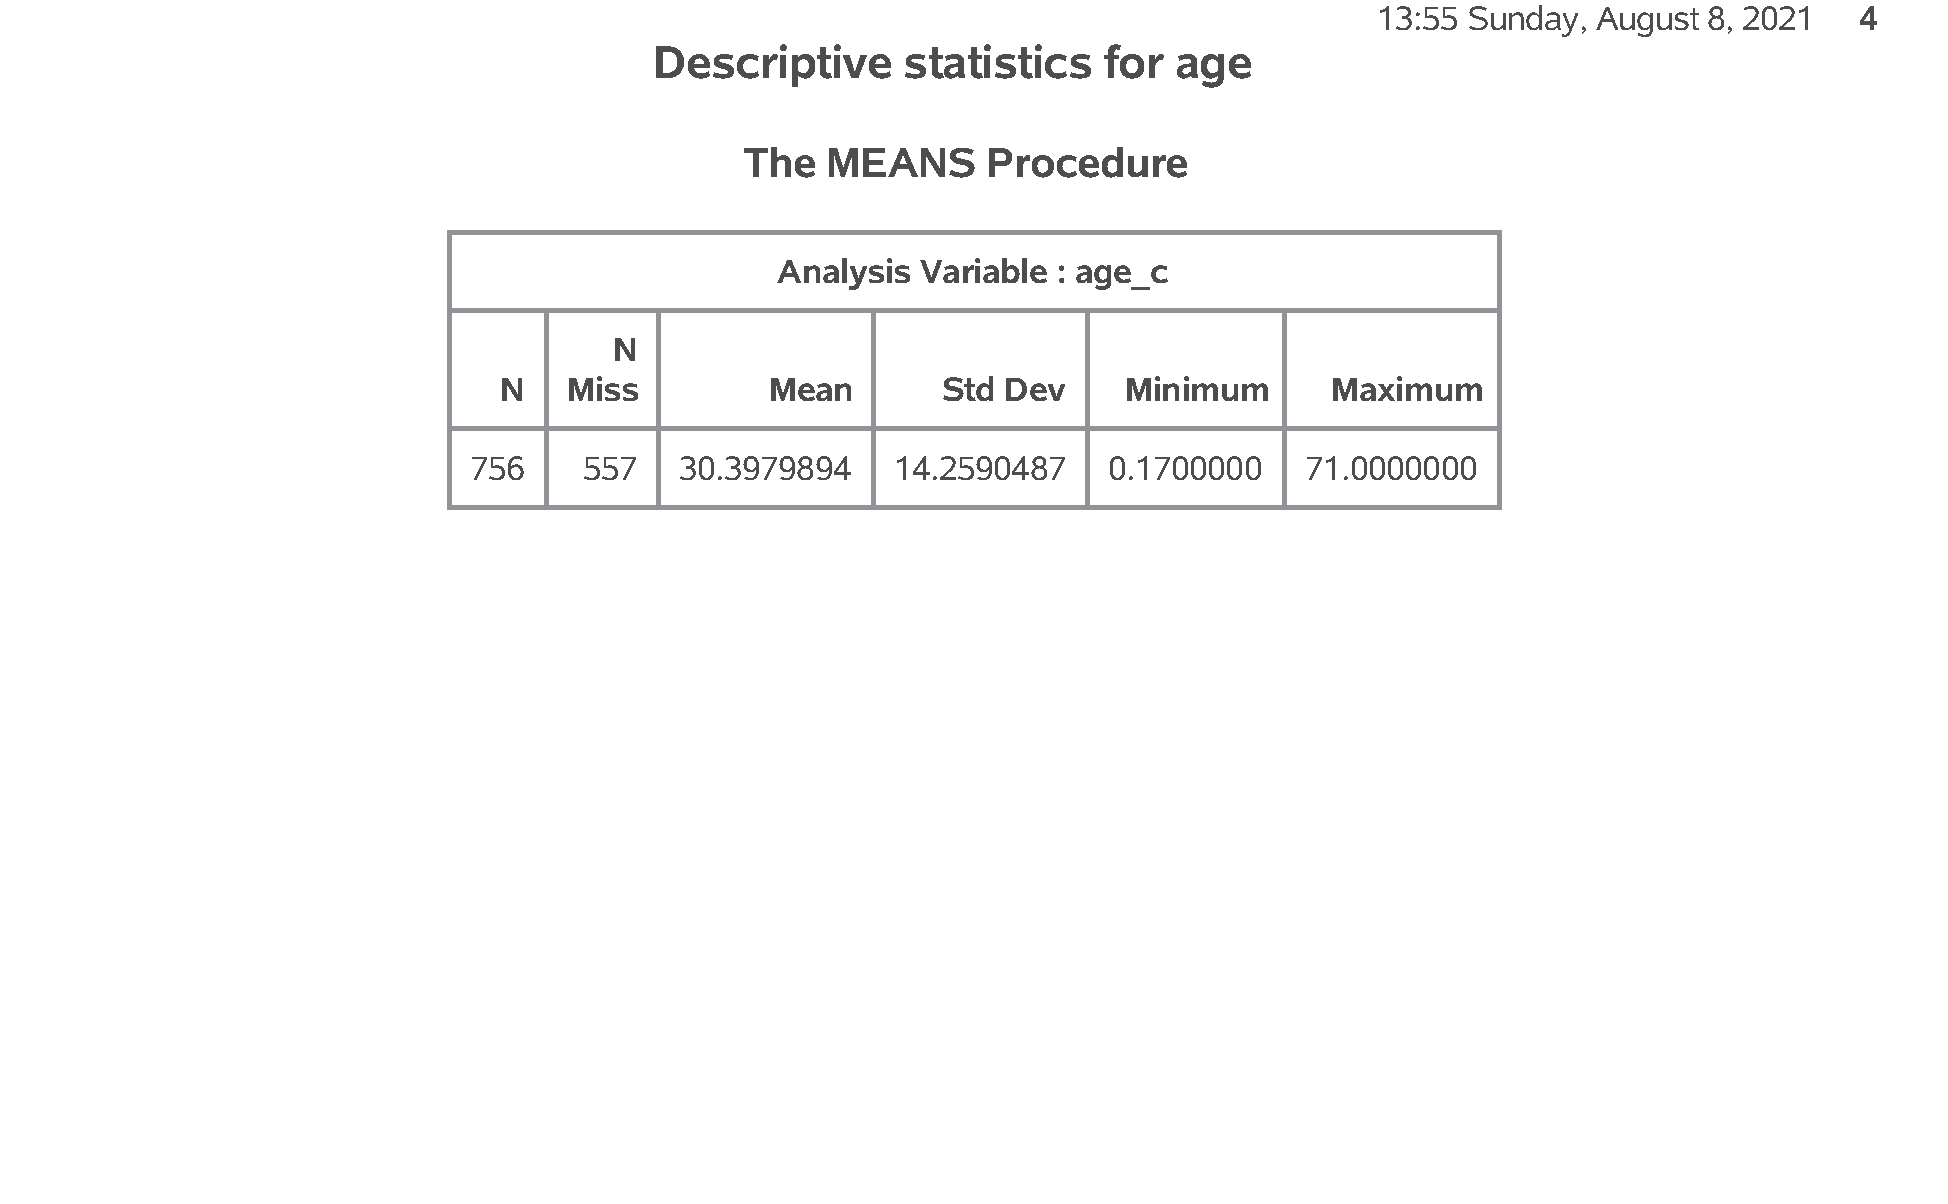 13:55 Sunday, August 8, 2021 4
Descriptive statistics for age
The MEANS Procedure
Analysis Variable : age_c
N N Miss Mean Std Dev Minimum Maximum
756 557 30.3979894 14.2590487 0.1700000 71.0000000